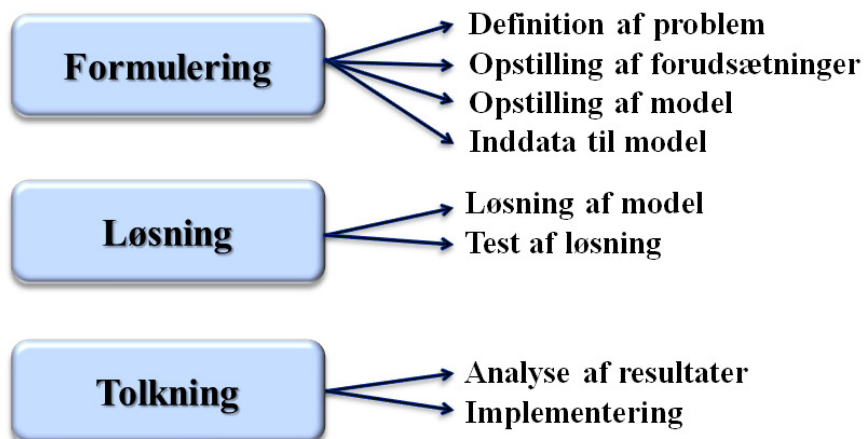 Formulering
Definition af problem
Opstilling af forudsætninger
Opstilling af model
Inddata til model
Løsning
Løsning af model
Test af løsning
Tolkning
Analyse af resultater
Implementering